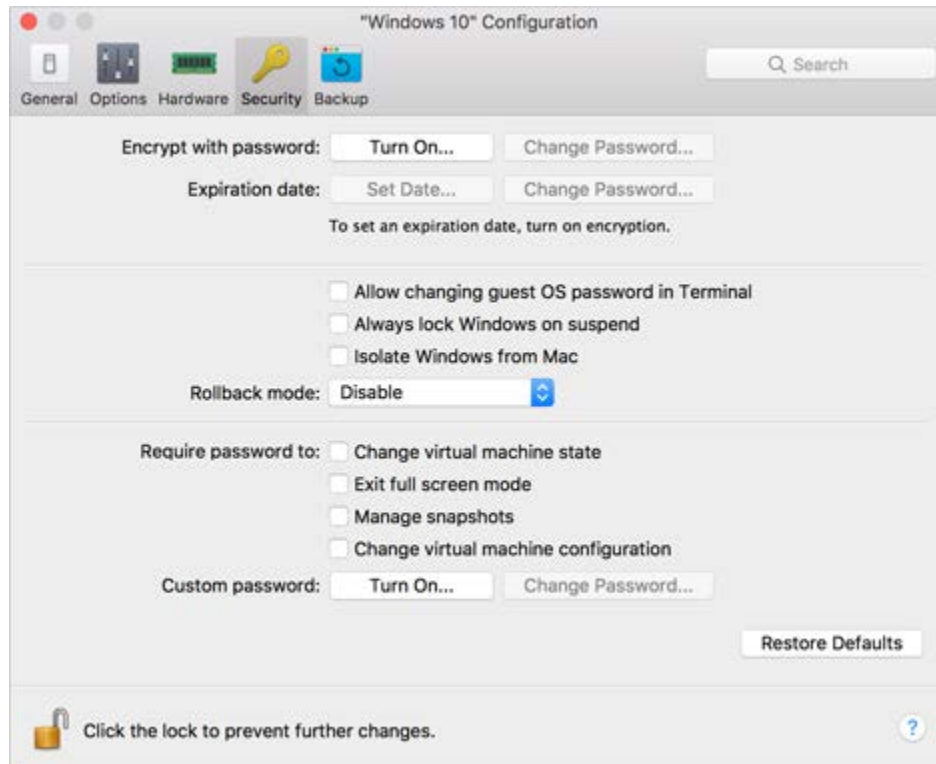 "Windows 10" Configuration
General Options Hardware Security Backup
Search
Encrypt with password: Turn On... Change Password...
Expiration date: Set Date... Change Password...
To set an expiration date, turn on encryption.
Allow changing guest OS password in Terminal
Always lock Windows on suspend
Isolate Windows from Mac
Rollback mode: Disable
Require password to: Change virtual machine state
Exit full screen mode
Manage snapshots
Change virtual machine configuration
Custom password: Turn On... Change Password...
Restore Defaults
Click the lock to prevent further changes. ?